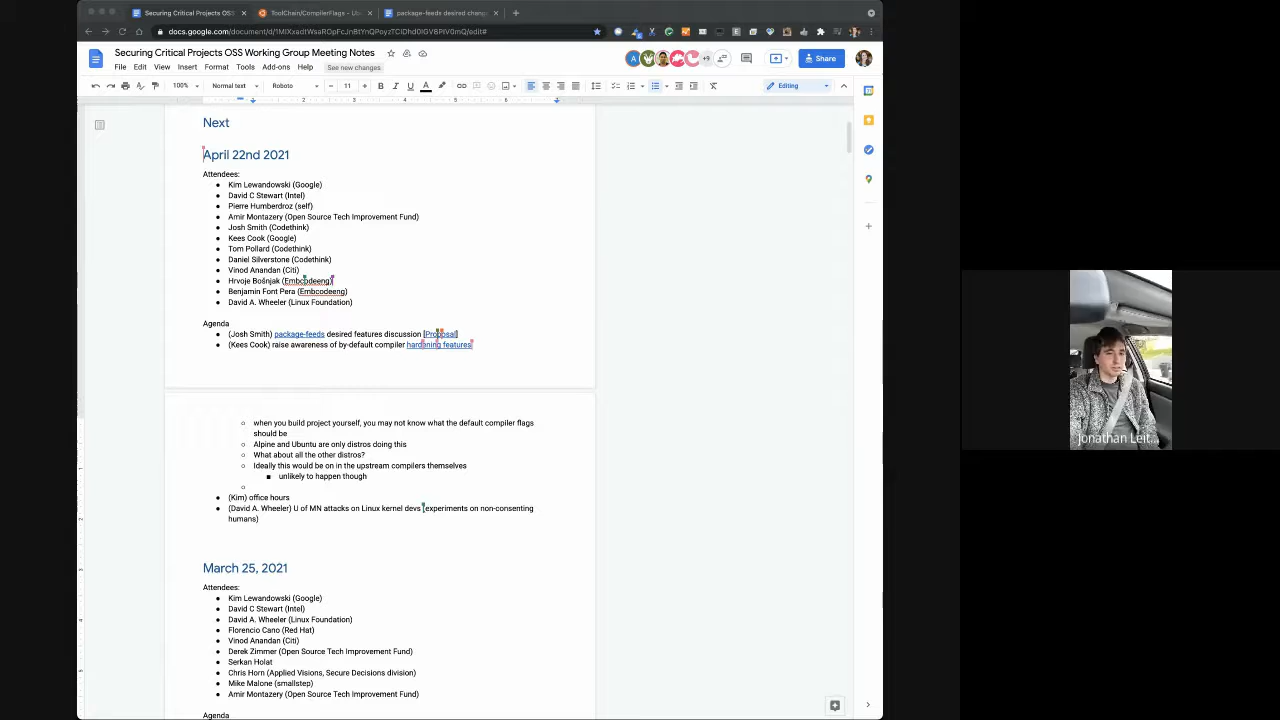 Securing Critical Projects OSS
ToolChain/CompilerFlags - Ub
package-feeds desired chang
Securing Critical Projects OSS Working Group Meeting Notes
+9
Share
File Edit View Insert Format Tools Add-ons Help See new changes
100% Normal text Roboto 11 B I U A Editing
2 3 4 5 6
Next
April 22nd 2021
Attendees:
● Kim Lewandowski (Google)
● David C Stewart (Intel)
● Pierre Humberdroz (self)
● Amir Montazery (Open Source Tech Improvement Fund)
● Josh Smith (Codethink)
● Kees Cook (Google)
● Tom Pollard (Codethink)
● Daniel Silverstone (Codethink)
● Vinod Anandan (Citi)
● Hrvoje Bošnjak (Embcodeeng)
● Benjamin Font Pera (Embcodeeng)
● David A. Wheeler (Linux Foundation)
Agenda
● (Josh Smith) package-feeds desired features discussion [Proposal]
● (Kees Cook) raise awareness of by-default compiler hardening features
○ when you build project yourself, you may not know what the default compiler flags
should be
○ Alpine and Ubuntu are only distros doing this
○ What about all the other distros?
○ Ideally this would be on in the upstream compilers themselves
■ unlikely to happen though
○
● (Kim) office hours
● (David A. Wheeler) U of MN attacks on Linux kernel devs (experiments on non-consenting
humans)
March 25, 2021
Attendees:
● Kim Lewandowski (Google)
● David C Stewart (Intel)
● David A. Wheeler (Linux Foundation)
● Florencio Cano (Red Hat)
● Vinod Anandan (Citi)
● Derek Zimmer (Open Source Tech Improvement Fund)
● Serkan Holat
● Chris Horn (Applied Visions, Secure Decisions division)
● Mike Malone (smallstep)
● Amir Montazery (Open Source Tech Improvement Fund)
Agenda
Jonathan Leit...